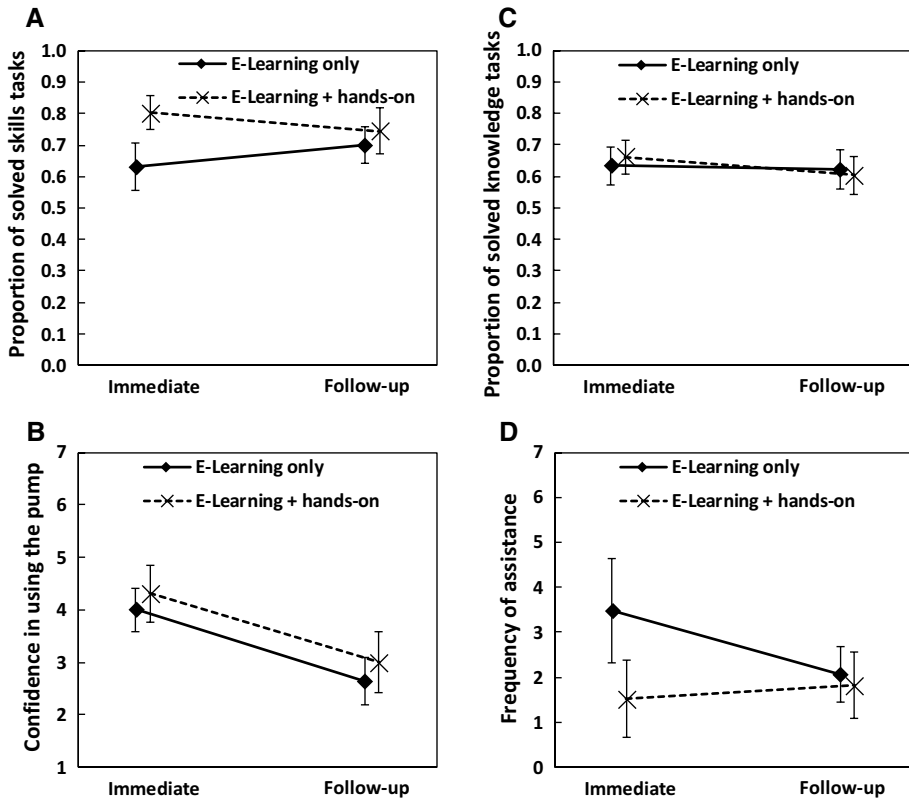 A
Proportion of solved skills tasks
1.0
0.9
0.8
0.7
0.6
0.5
0.4
0.3
0.2
0.1
0.0
E-Learning only
E-Learning + hands-on
Immediate
Follow-up
C
Proportion of solved knowledge tasks
1.0
0.9
0.8
0.7
0.6
0.5
0.4
0.3
0.2
0.1
0.0
E-Learning only
E-Learning + hands-on
Immediate
Follow-up
B
Confidence in using the pump
7
6
5
4
3
2
1
E-Learning only
E-Learning + hands-on
Immediate
Follow-up
D
Frequency of assistance
7
6
5
4
3
2
1
0
E-Learning only
E-Learning + hands-on
Immediate
Follow-up